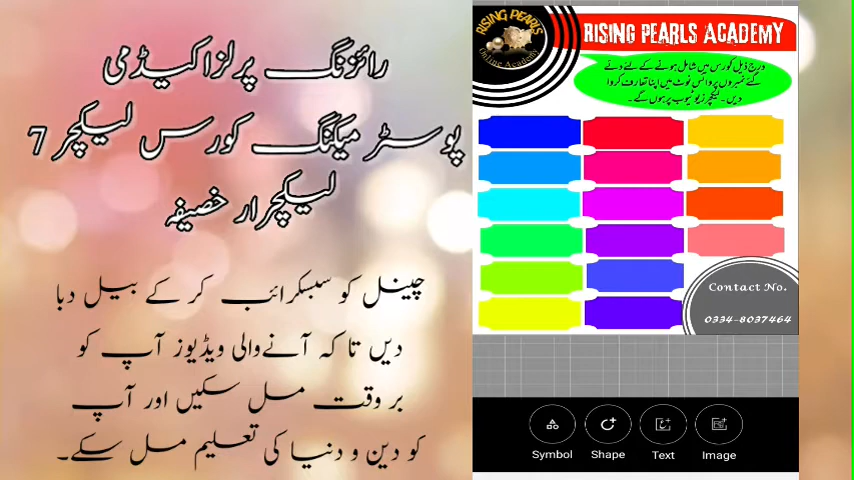 رائزنگ پرلز اکیڈمی
پوسٹر میکنگ کورس لیکچر 7
لیکچرار خصیفہ
چینل کو سبسکرائب کر کے بیل دبا
دیں تا کہ آنے والی ویڈیوز آپ کو
بر وقت مل سکیں اور آپ
کو دین و دنیا کی تعلیم مل سکے۔
RISING PEARLS
Online Academy
RISING PEARLS ACADEMY
درج ذیل کورس میں شامل ہونے کے لئے دئے
گئے نمبروں پر وائس نوٹ میں اپنا تعارف کروا
دیں۔ لیکچرز یوٹیوب پر ہوں گے۔
Contact No.
0334-8037464
Symbol
Shape
Text
Image